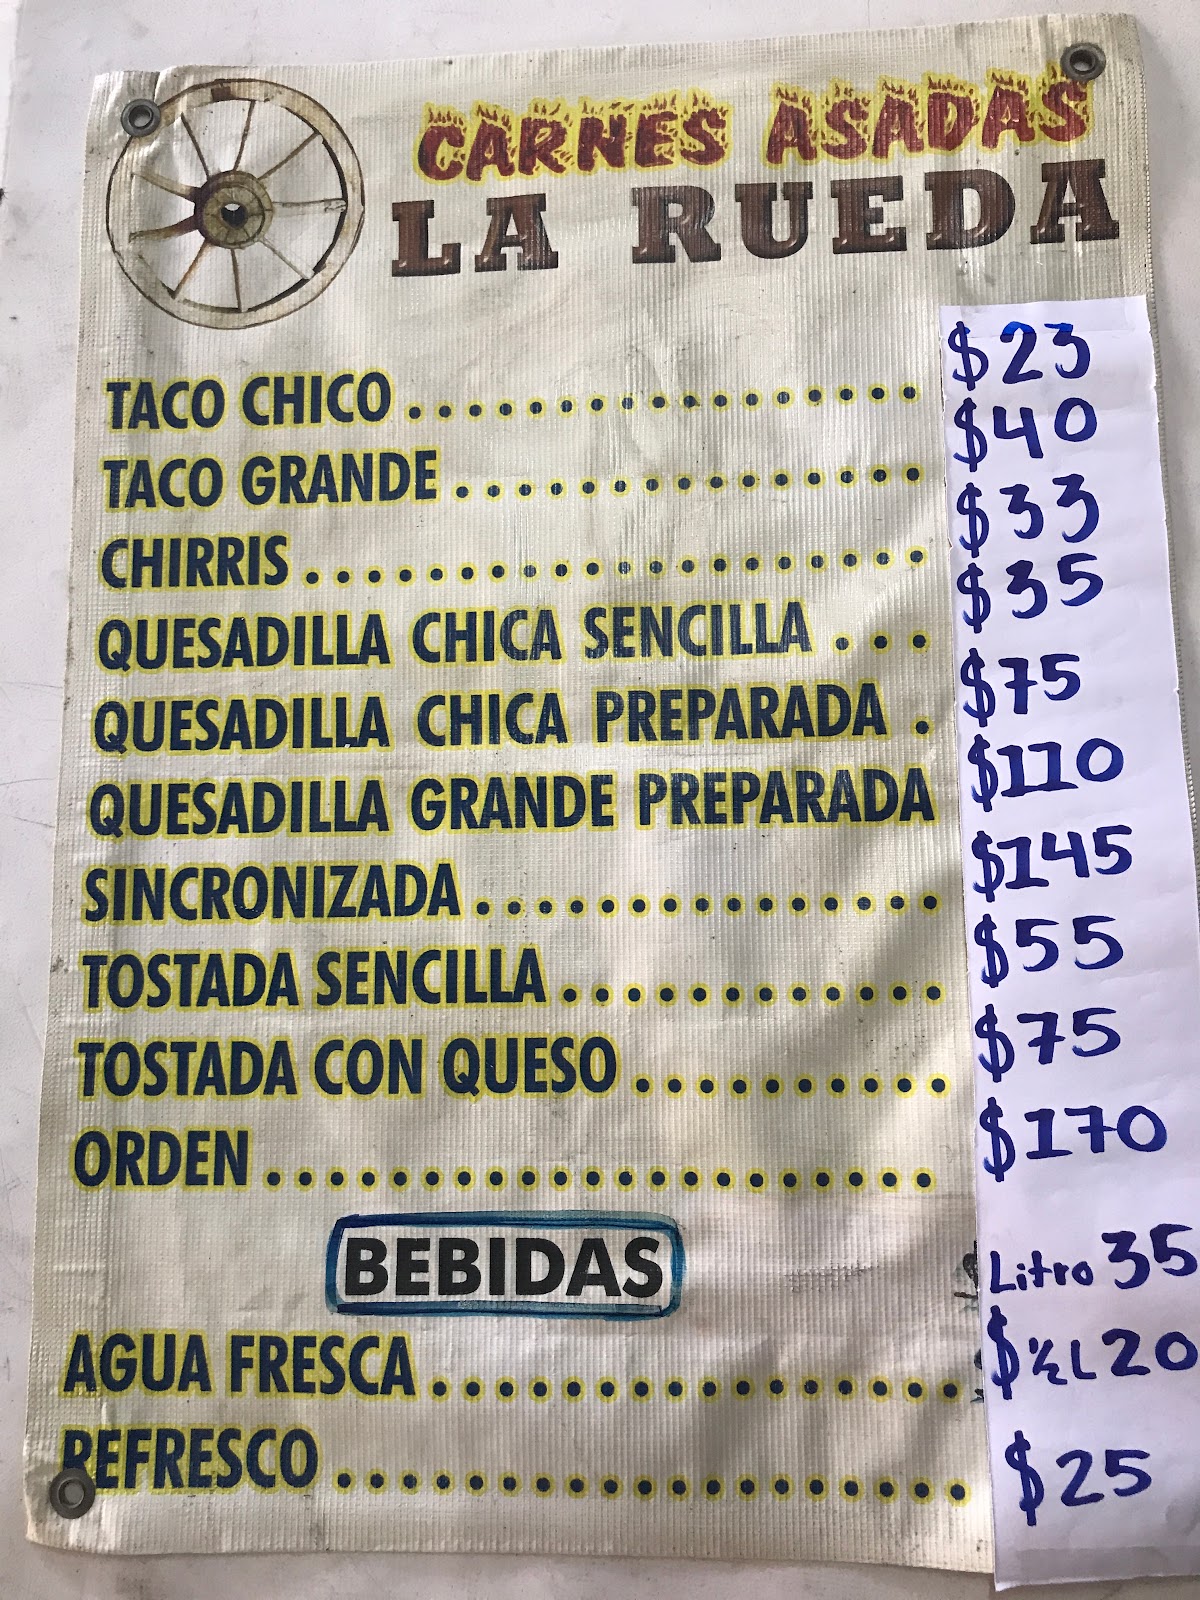 CARNES ASADAS
LA RUEDA
TACO CHICO . . . . . . . . . . . . . . . . . $23
TACO GRANDE . . . . . . . . . . . . . . . $40
CHIRRIS . . . . . . . . . . . . . . . . . . . . $33
QUESADILLA CHICA SENCILLA . . . $35
QUESADILLA CHICA PREPARADA . $75
QUESADILLA GRANDE PREPARADA $110
SINCRONIZADA . . . . . . . . . . . . . . . $145
TOSTADA SENCILLA . . . . . . . . . . . . $55
TOSTADA CON QUESO . . . . . . . . . . $75
ORDEN . . . . . . . . . . . . . . . . . . . . . $170
BEBIDAS
Litro 35
AGUA FRESCA . . . . . . . . . . . . . . . . . $ ½ L 20
REFRESCO . . . . . . . . . . . . . . . . . . . . $25